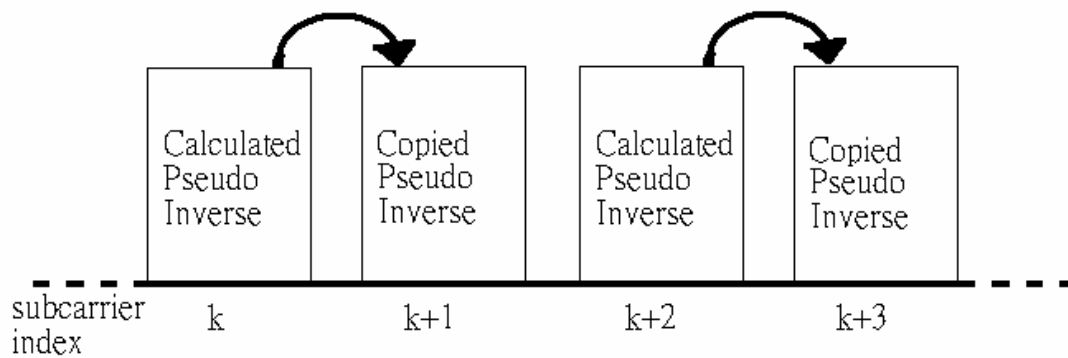 Calculated
Pseudo
Inverse
Copied
Pseudo
Inverse
Calculated
Pseudo
Inverse
Copied
Pseudo
Inverse
subcarrier
index
k
k+1
k+2
k+3